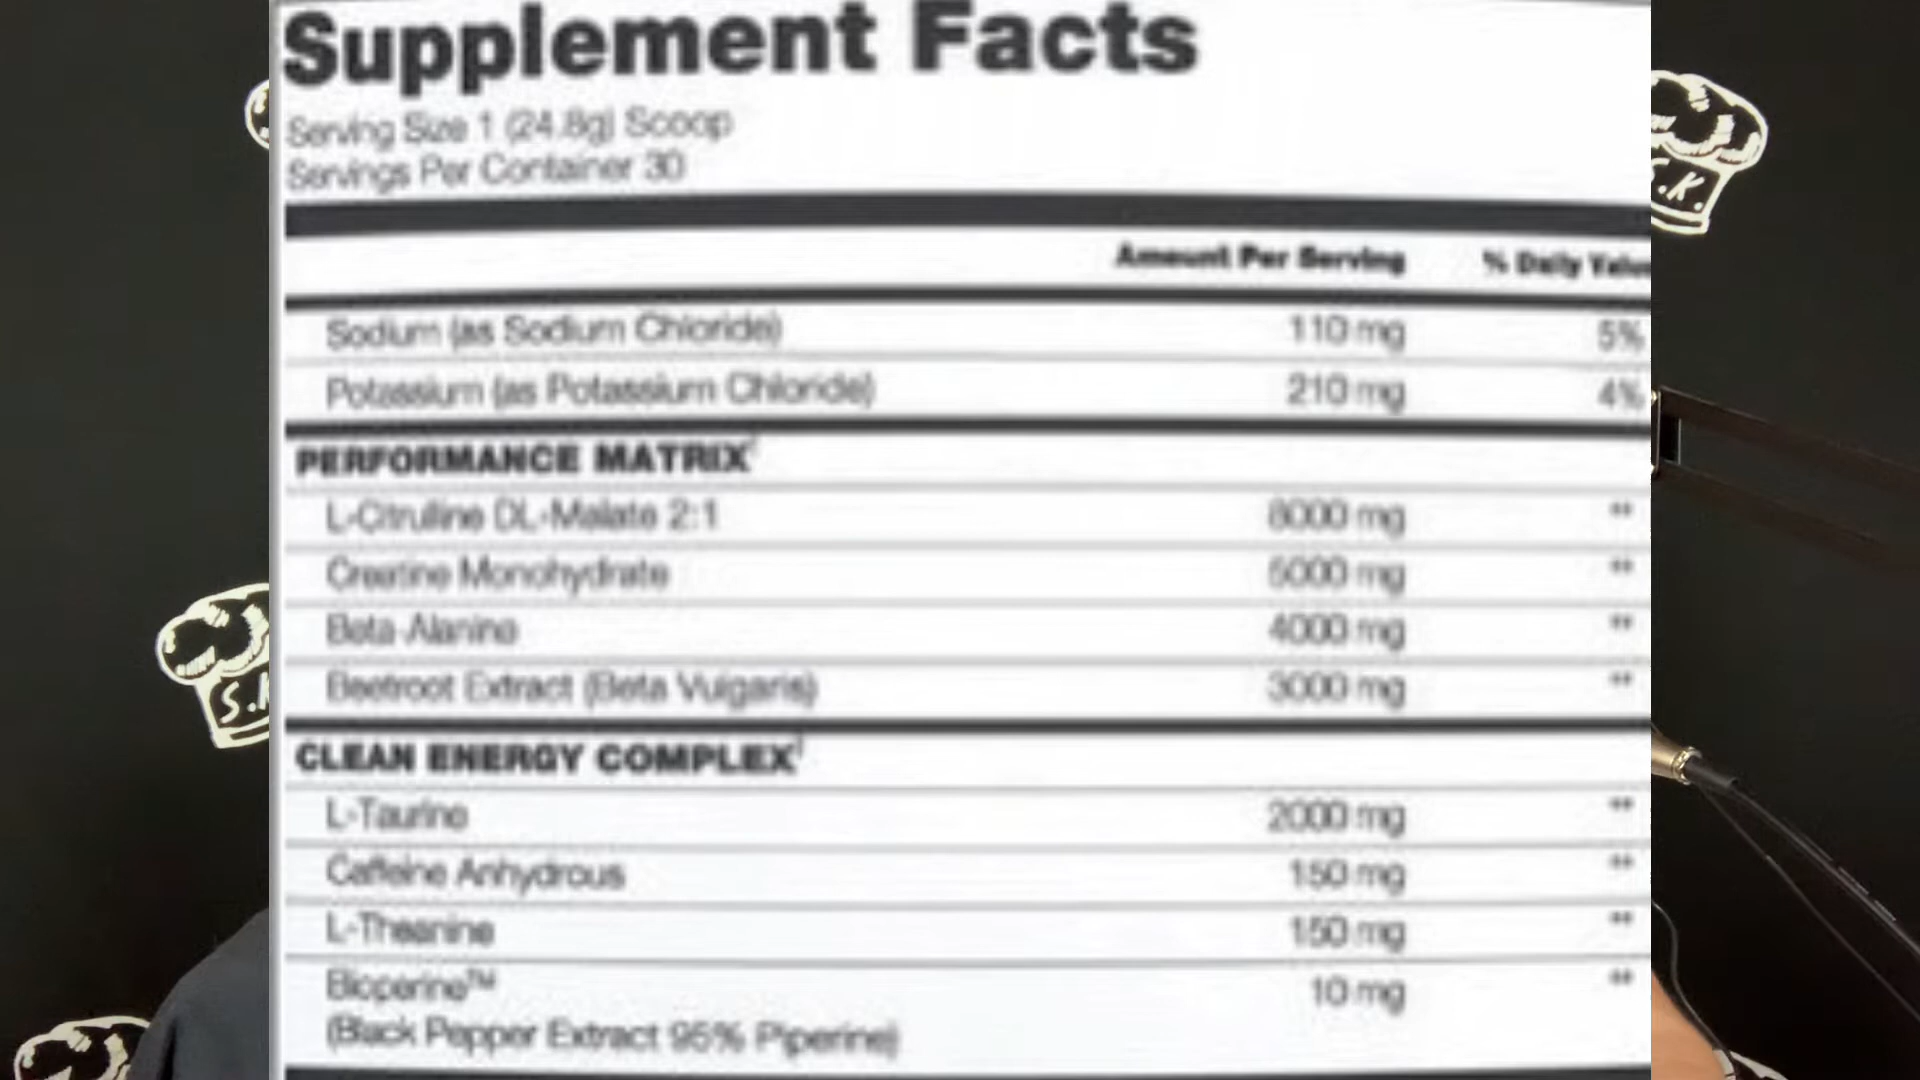 Supplement Facts
Serving Size 1 (24.8g) Scoop
Servings Per Container 30
Amount Per Serving % Daily Value
Sodium (as Sodium Chloride) 110 mg 5%
Potassium (as Potassium Chloride) 210 mg 4%
PERFORMANCE MATRIX†
L-Citrulline DL-Malate 2:1 8000 mg **
Creatine Monohydrate 5000 mg **
Beta-Alanine 4000 mg **
Beetroot Extract (Beta Vulgaris) 3000 mg **
CLEAN ENERGY COMPLEX†
L-Taurine 2000 mg **
Caffeine Anhydrous 150 mg **
L-Theanine 150 mg **
Bioperine™ 10 mg **
(Black Pepper Extract 95% Piperine)
S.K.
S.K